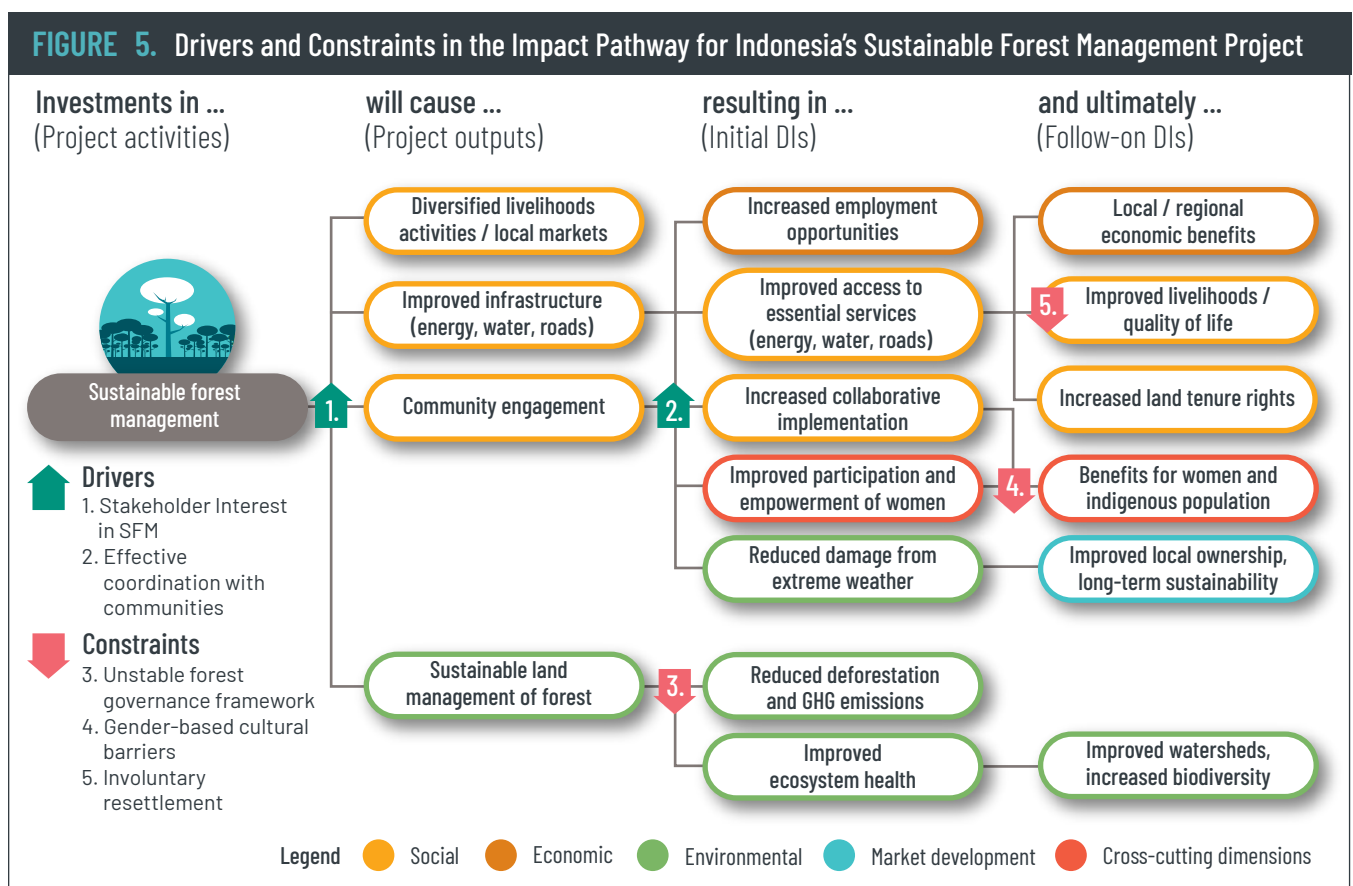 FIGURE 5. Drivers and Constraints in the Impact Pathway for Indonesia's Sustainable Forest Management Project
Investments in ...
(Project activities)
will cause ...
(Project outputs)
resulting in ...
(Initial DIs)
and ultimately ...
(Follow-on DIs)
Sustainable forest
management
1.
Diversified livelihoods
activities / local markets
Improved infrastructure
(energy, water, roads)
Community engagement
Sustainable land
management of forest
2.
3.
Increased employment
opportunities
Improved access to
essential services
(energy, water, roads)
Increased collaborative
implementation
Improved participation and
empowerment of women
Reduced damage from
extreme weather
Reduced deforestation
and GHG emissions
Improved
ecosystem health
5.
4.
Local / regional
economic benefits
Improved livelihoods /
quality of life
Increased land tenure rights
Benefits for women and
indigenous population
Improved local ownership,
long-term sustainability
Improved watersheds,
increased biodiversity
Drivers
1. Stakeholder Interest
in SFM
2. Effective
coordination with
communities
Constraints
3. Unstable forest
governance framework
4. Gender-based cultural
barriers
5. Involuntary
resettlement
Legend
Social
Economic
Environmental
Market development
Cross-cutting dimensions